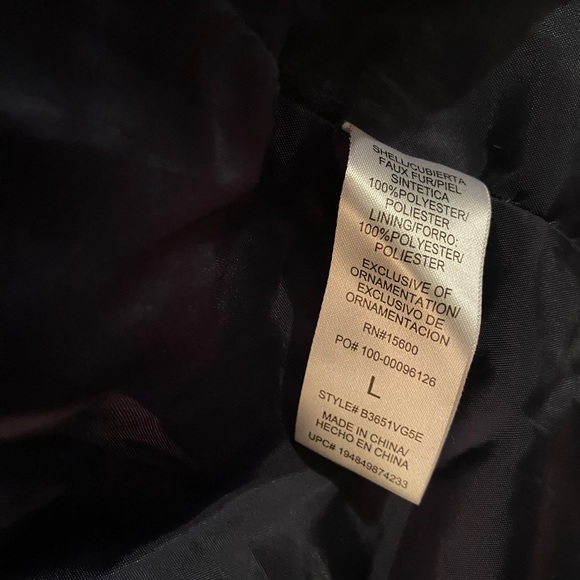 SHELL/CUBIERTA
FAUX FUR/PIEL
SINTETICA
100%POLYESTER/
POLIESTER
LINING/FORRO:
100%POLYESTER/
POLIESTER
EXCLUSIVE OF
ORNAMENTATION/
EXCLUSIVO DE
ORNAMENTACION
RN#15600
PO# 100-00096126
L
STYLE# B3651VG5E
MADE IN CHINA/
HECHO EN CHINA
UPC# 194849874233